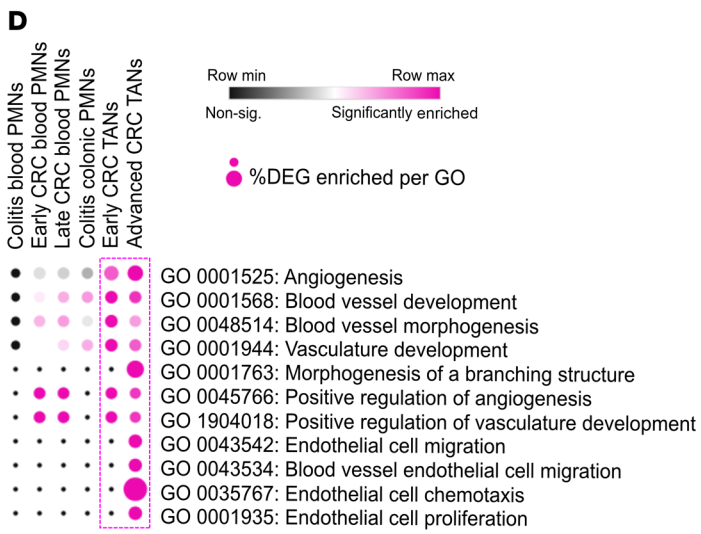 D
Colitis blood PMNs
Early CRC blood PMNs
Late CRC blood PMNs
Colitis colonic PMNs
Early CRC TANs
Advanced CRC TANs
Row min Row max
Non-sig. Significantly enriched
%DEG enriched per GO
GO 0001525: Angiogenesis
GO 0001568: Blood vessel development
GO 0048514: Blood vessel morphogenesis
GO 0001944: Vasculature development
GO 0001763: Morphogenesis of a branching structure
GO 0045766: Positive regulation of angiogenesis
GO 1904018: Positive regulation of vasculature development
GO 0043542: Endothelial cell migration
GO 0043534: Blood vessel endothelial cell migration
GO 0035767: Endothelial cell chemotaxis
GO 0001935: Endothelial cell proliferation